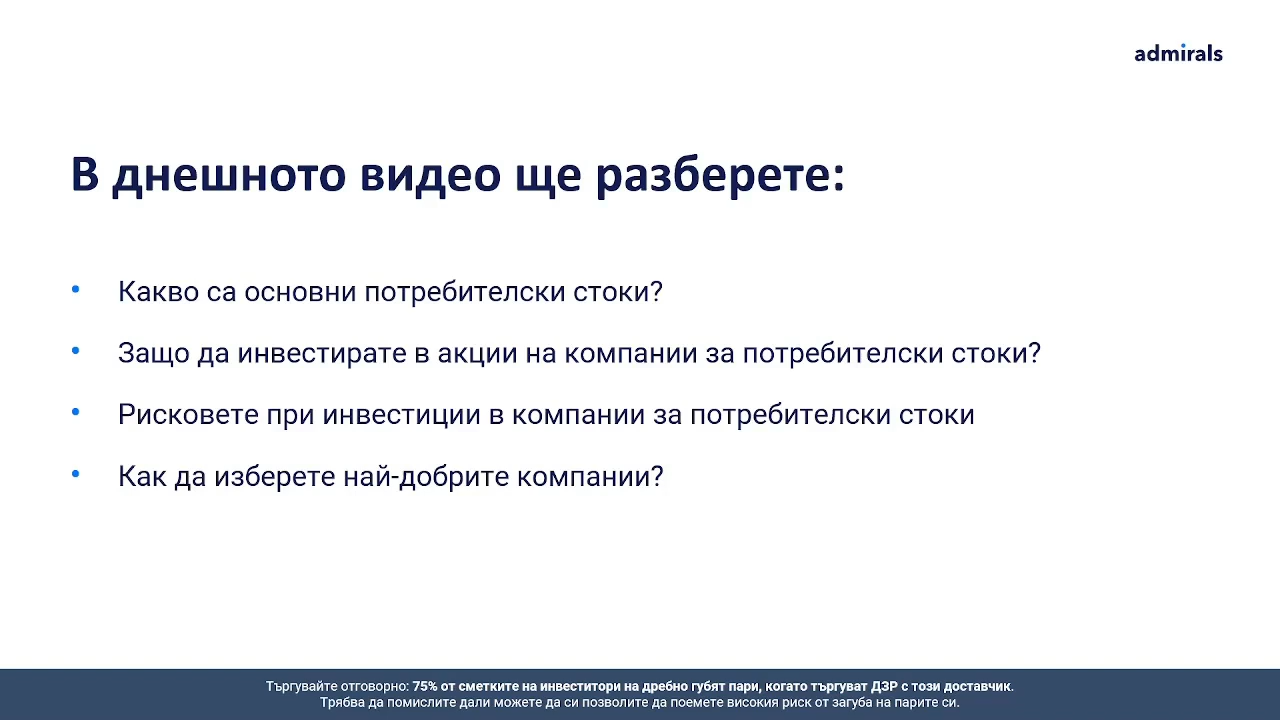 admirals
В днешното видео ще разберете:
• Какво са основни потребителски стоки?
• Защо да инвестирате в акции на компании за потребителски стоки?
• Рисковете при инвестиции в компании за потребителски стоки
• Как да изберете най-добрите компании?
Търгувайте отговорно: 75% от сметките на инвеститори на дребно губят пари, когато търгуват ДЗР с този доставчик.
Трябва да помислите дали можете да си позволите да поемете високия риск от загуба на парите си.